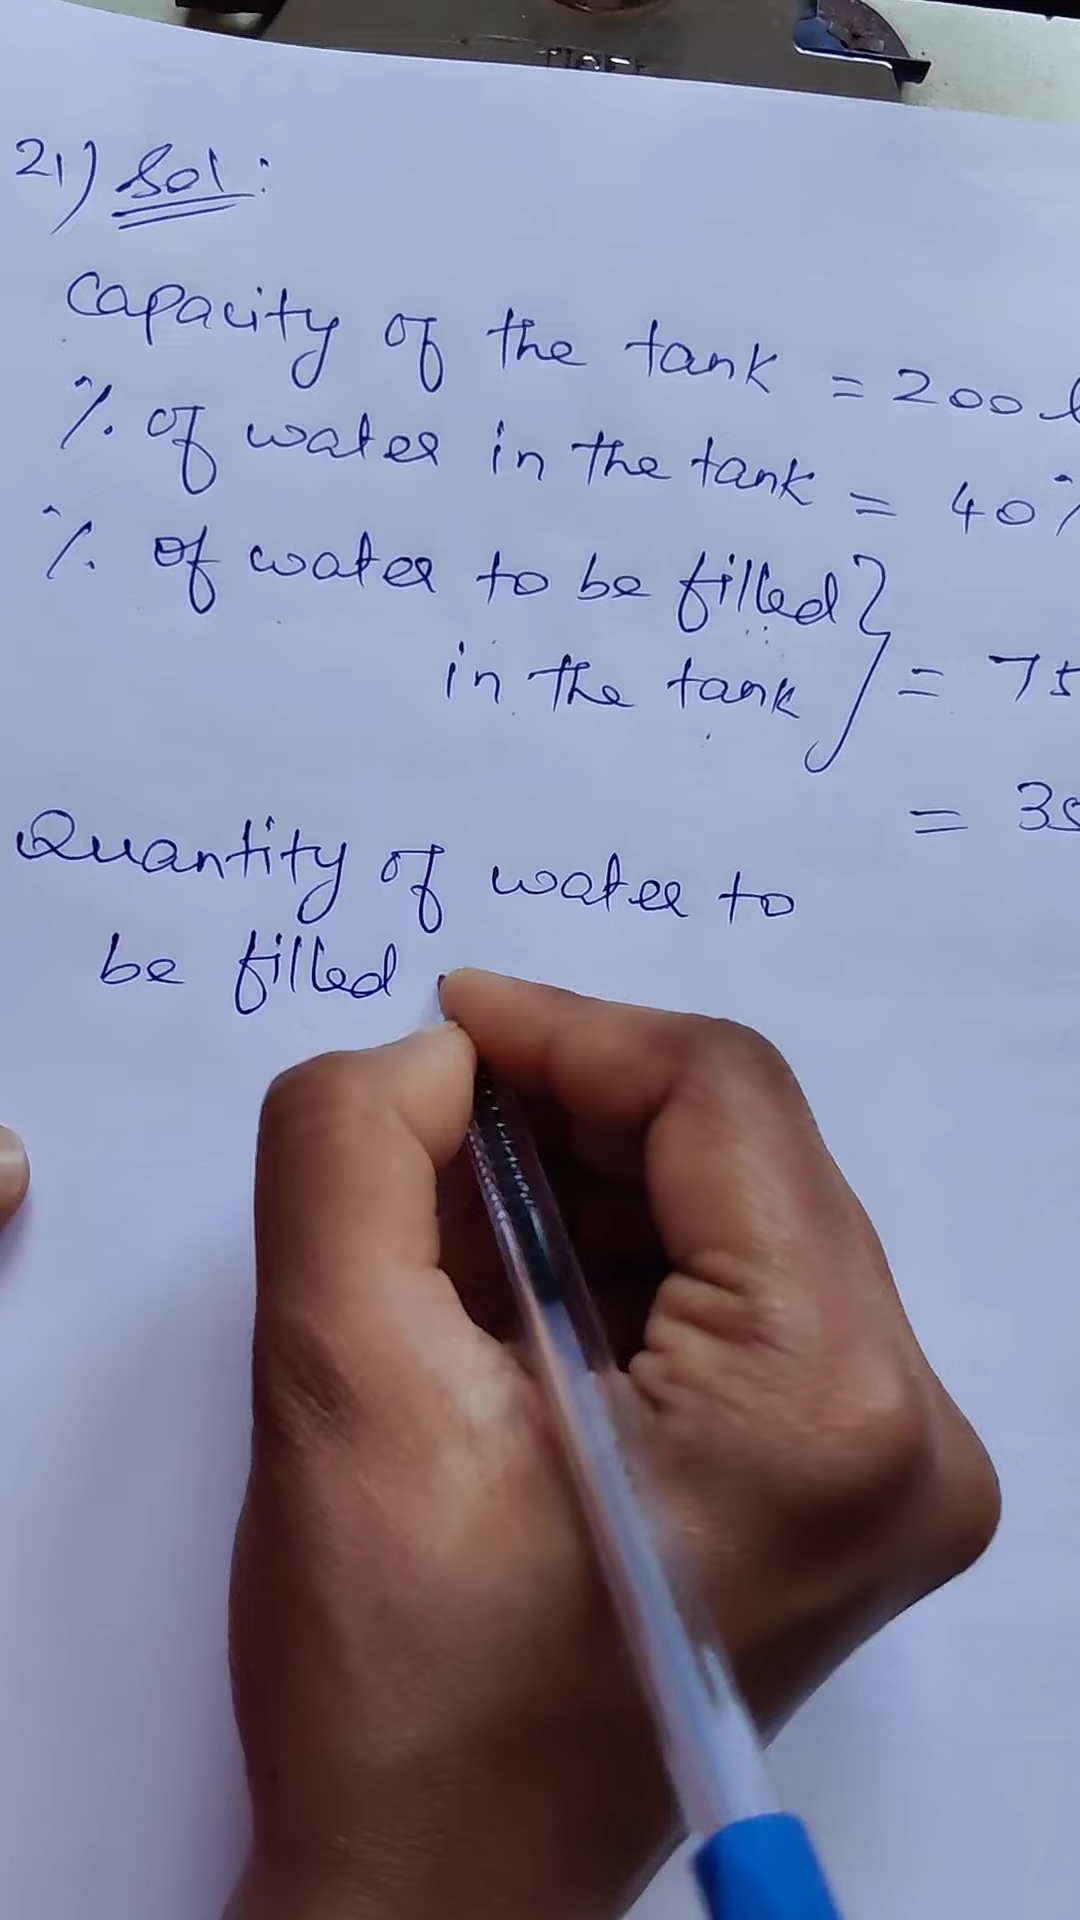 21) Sol:
Capacity of the tank = 200 l
% of water in the tank = 40%
% of water to be filled
in the tank } = 75
= 35
Quantity of water to
be filled